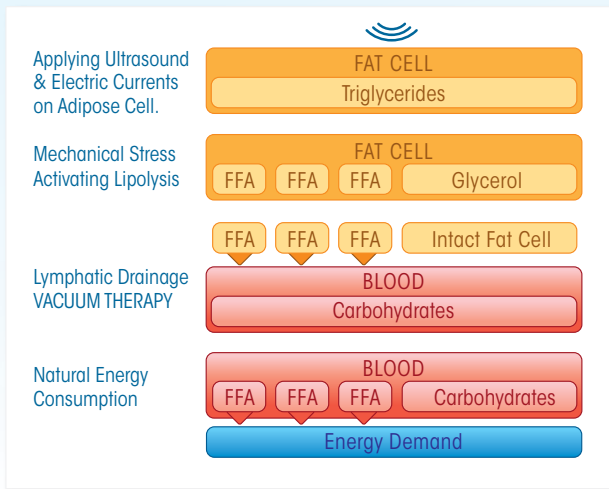 Applying Ultrasound
& Electric Currents
on Adipose Cell.
FAT CELL
Triglycerides
Mechanical Stress
Activating Lipolysis
FAT CELL
FFA FFA FFA Glycerol
FFA FFA FFA Intact Fat Cell
Lymphatic Drainage
VACUUM THERAPY
BLOOD
Carbohydrates
Natural Energy
Consumption
BLOOD
FFA FFA FFA Carbohydrates
Energy Demand